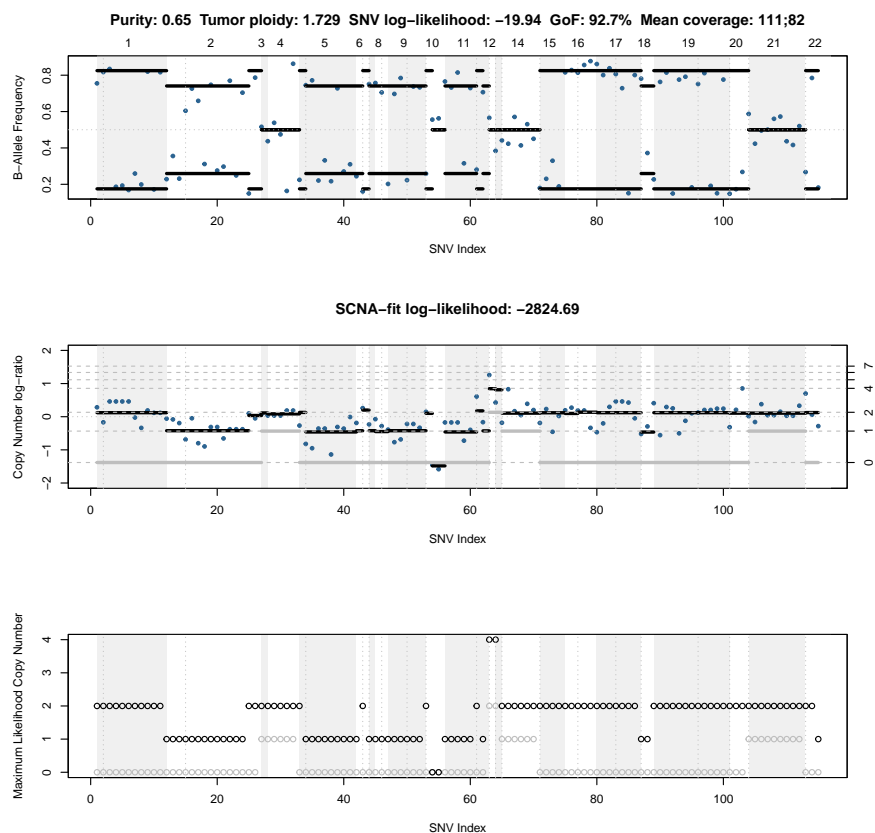 Purity: 0.65 Tumor ploidy: 1.729 SNV log−likelihood: −19.94 GoF: 92.7% Mean coverage: 111;82
1 2 3 4 5 6 8 9 10 11 12 14 15 16 17 18 19 20 21 22
B−Allele Frequency
0.8
0.6
0.4
0.2
0 20 40 60 80 100
SNV Index
SCNA−fit log−likelihood: −2824.69
Copy Number log−ratio
2
1
0
−1
−2
7
4
2
1
0
0 20 40 60 80 100
SNV Index
Maximum Likelihood Copy Number
4
3
2
1
0
0 20 40 60 80 100
SNV Index